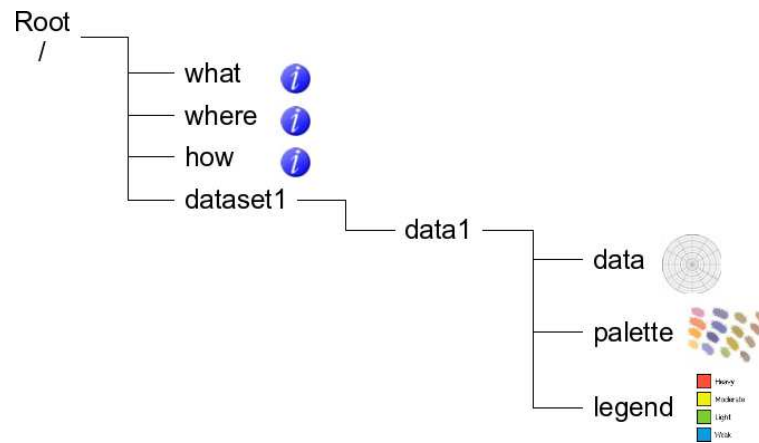 Root
/
what i
where i
how i
dataset1
data1
data
palette
legend
Heavy
Moderate
Light
Weak